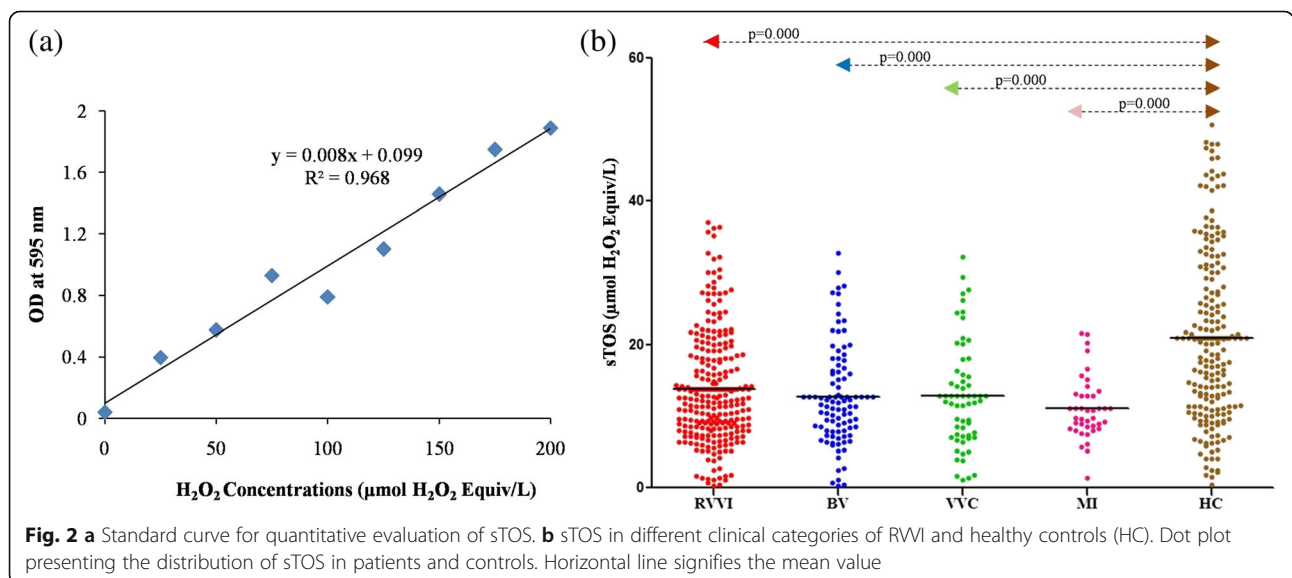 (a)
2
1.6
1.2
0.8
0.4
0
OD at 595 nm
y = 0.008x + 0.099
R² = 0.968
0 50 100 150 200
H₂O₂ Concentrations (μmol H₂O₂ Equiv/L)
(b)
p=0.000
p=0.000
p=0.000
p=0.000
60
40
20
0
sTOS (μmol H₂O₂ Equiv/L)
RVVI BV VVC MI HC
Fig. 2 a Standard curve for quantitative evaluation of sTOS. b sTOS in different clinical categories of RVVI and healthy controls (HC). Dot plot
presenting the distribution of sTOS in patients and controls. Horizontal line signifies the mean value